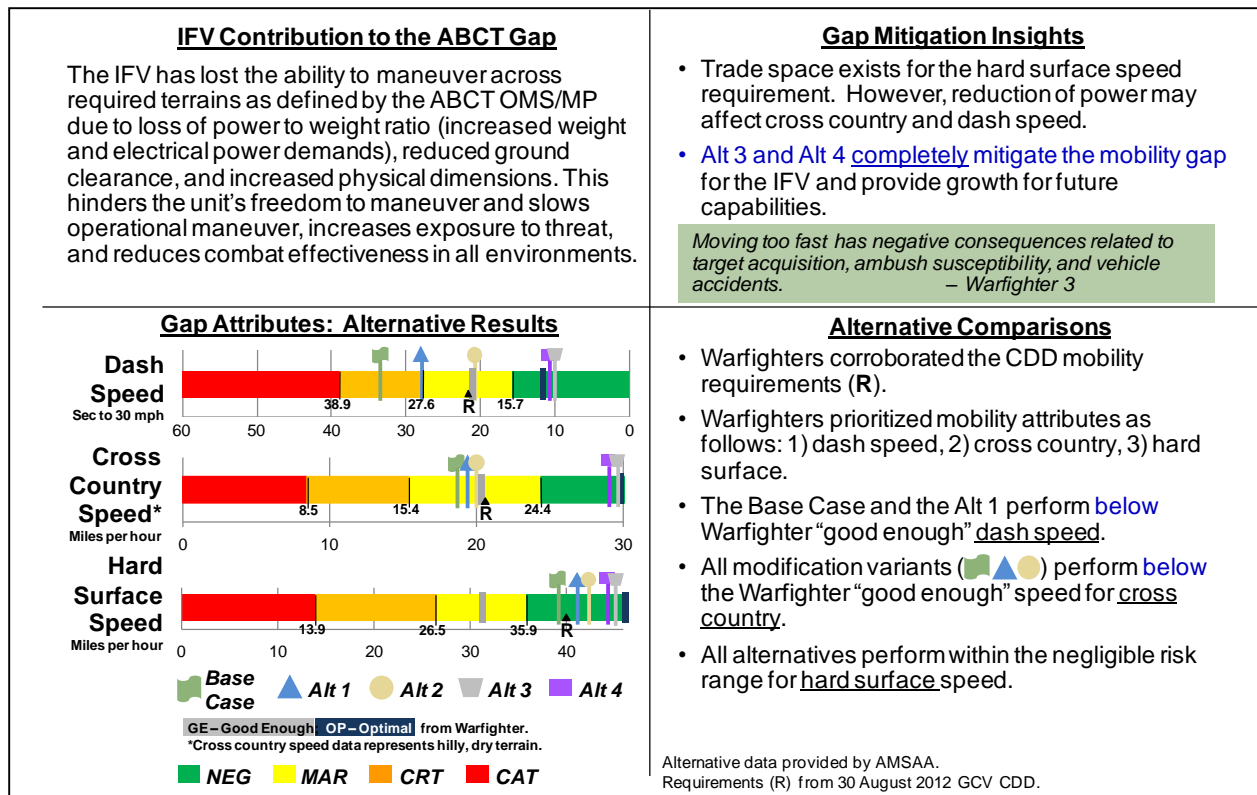 IFV Contribution to the ABCT Gap
The IFV has lost the ability to maneuver across
required terrains as defined by the ABCT OMS/MP
due to loss of power to weight ratio (increased weight
and electrical power demands), reduced ground
clearance, and increased physical dimensions. This
hinders the unit's freedom to maneuver and slows
operational maneuver, increases exposure to threat,
and reduces combat effectiveness in all environments.
Gap Mitigation Insights
• Trade space exists for the hard surface speed
requirement. However, reduction of power may
affect cross country and dash speed.
• Alt 3 and Alt 4 completely mitigate the mobility gap
for the IFV and provide growth for future
capabilities.
Moving too fast has negative consequences related to
target acquisition, ambush susceptibility, and vehicle
accidents. – Warfighter 3
Gap Attributes: Alternative Results
Dash
Speed
Sec to 30 mph
38.9 27.6 R 15.7
60 50 40 30 20 10 0
Cross
Country
Speed*
Miles per hour
8.5 15.4 R 24.4
0 10 20 30
Hard
Surface
Speed
Miles per hour
13.9 26.5 35.9 R
0 10 20 30 40
Base
Case
Alt 1 Alt 2 Alt 3 Alt 4
GE – Good Enough; OP – Optimal from Warfighter.
*Cross country speed data represents hilly, dry terrain.
NEG MAR CRT CAT
Alternative Comparisons
• Warfighters corroborated the CDD mobility
requirements (R).
• Warfighters prioritized mobility attributes as
follows: 1) dash speed, 2) cross country, 3) hard
surface.
• The Base Case and the Alt 1 perform below
Warfighter “good enough” dash speed.
• All modification variants ( ) perform below
the Warfighter “good enough” speed for cross
country.
• All alternatives perform within the negligible risk
range for hard surface speed.
Alternative data provided by AMSAA.
Requirements (R) from 30 August 2012 GCV CDD.